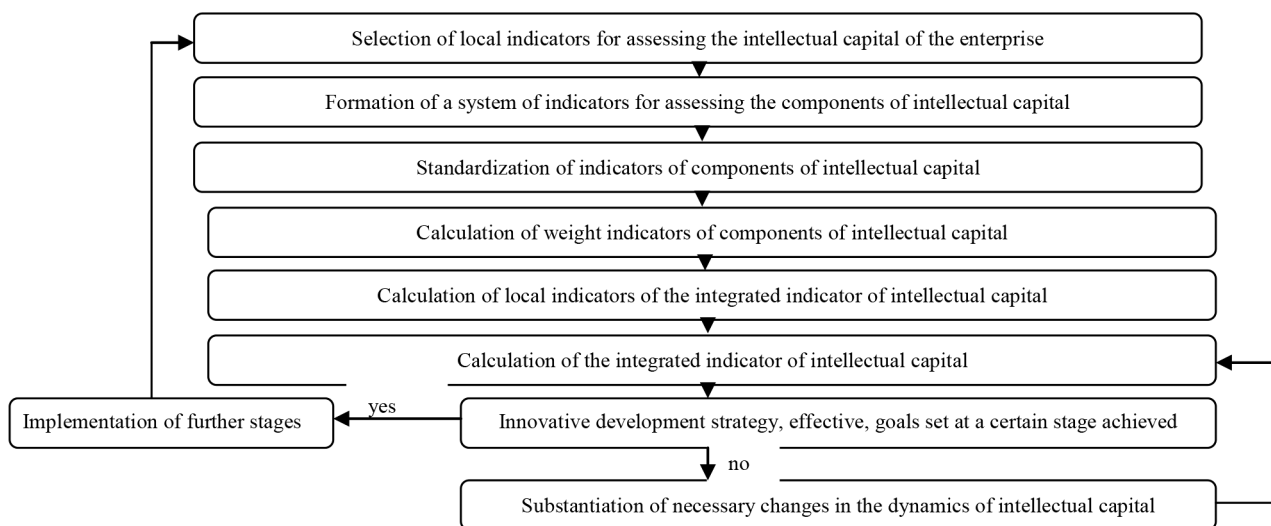 Selection of local indicators for assessing the intellectual capital of the enterprise
Formation of a system of indicators for assessing the components of intellectual capital
Standardization of indicators of components of intellectual capital
Calculation of weight indicators of components of intellectual capital
Calculation of local indicators of the integrated indicator of intellectual capital
Calculation of the integrated indicator of intellectual capital
Implementation of further stages
yes
Innovative development strategy, effective, goals set at a certain stage achieved
no
Substantiation of necessary changes in the dynamics of intellectual capital